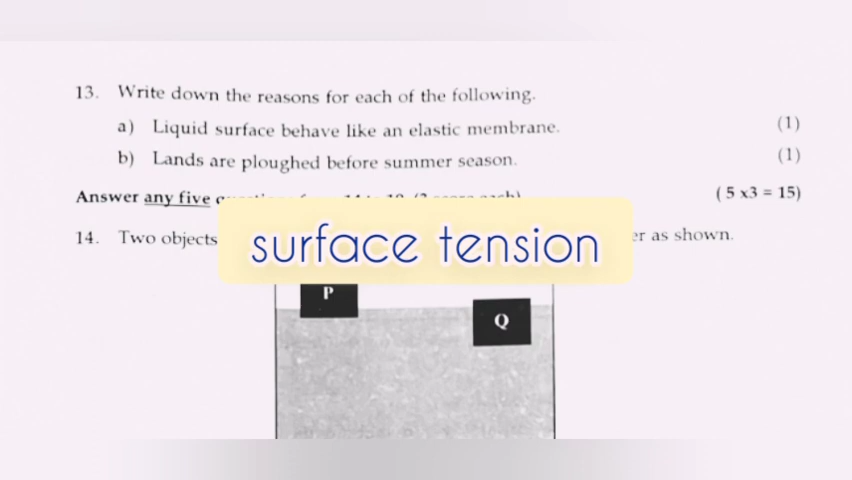 13. Write down the reasons for each of the following.
a) Liquid surface behave like an elastic membrane. (1)
b) Lands are ploughed before summer season. (1)
Answer any five ( 5 x3 = 15)
14. Two objects as shown.
surface tension
P
Q